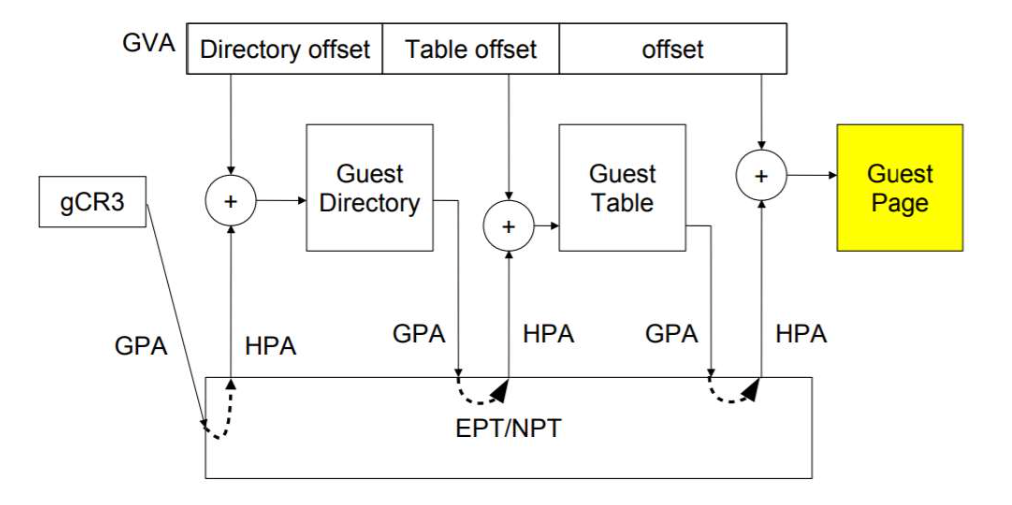 GVA
Directory offset
Table offset
offset
gCR3
+
Guest
Directory
+
Guest
Table
+
Guest
Page
GPA
HPA
GPA
HPA
GPA
HPA
EPT/NPT